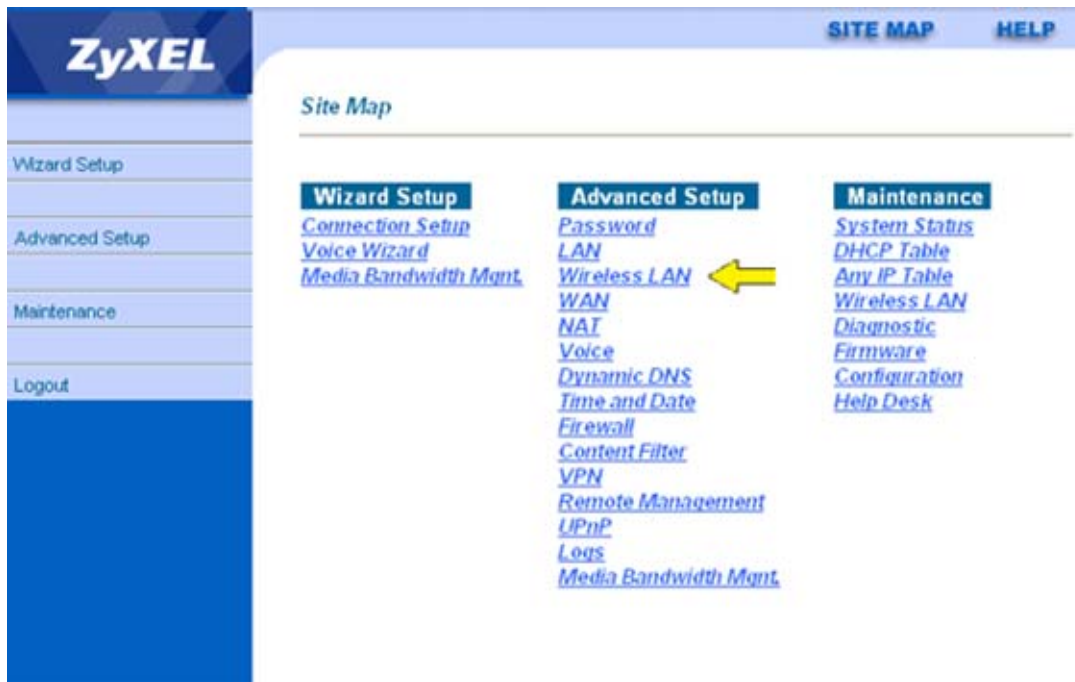 ZyXEL
SITE MAP HELP
Site Map
Wizard Setup
Advanced Setup
Maintenance
Logout
Wizard Setup
Connection Setup
Voice Wizard
Media Bandwidth Mgnt.
Advanced Setup
Password
LAN
Wireless LAN
WAN
NAT
Voice
Dynamic DNS
Time and Date
Firewall
Content Filter
VPN
Remote Management
UPnP
Logs
Media Bandwidth Mgnt.
Maintenance
System Status
DHCP Table
Any IP Table
Wireless LAN
Diagnostic
Firmware
Configuration
Help Desk